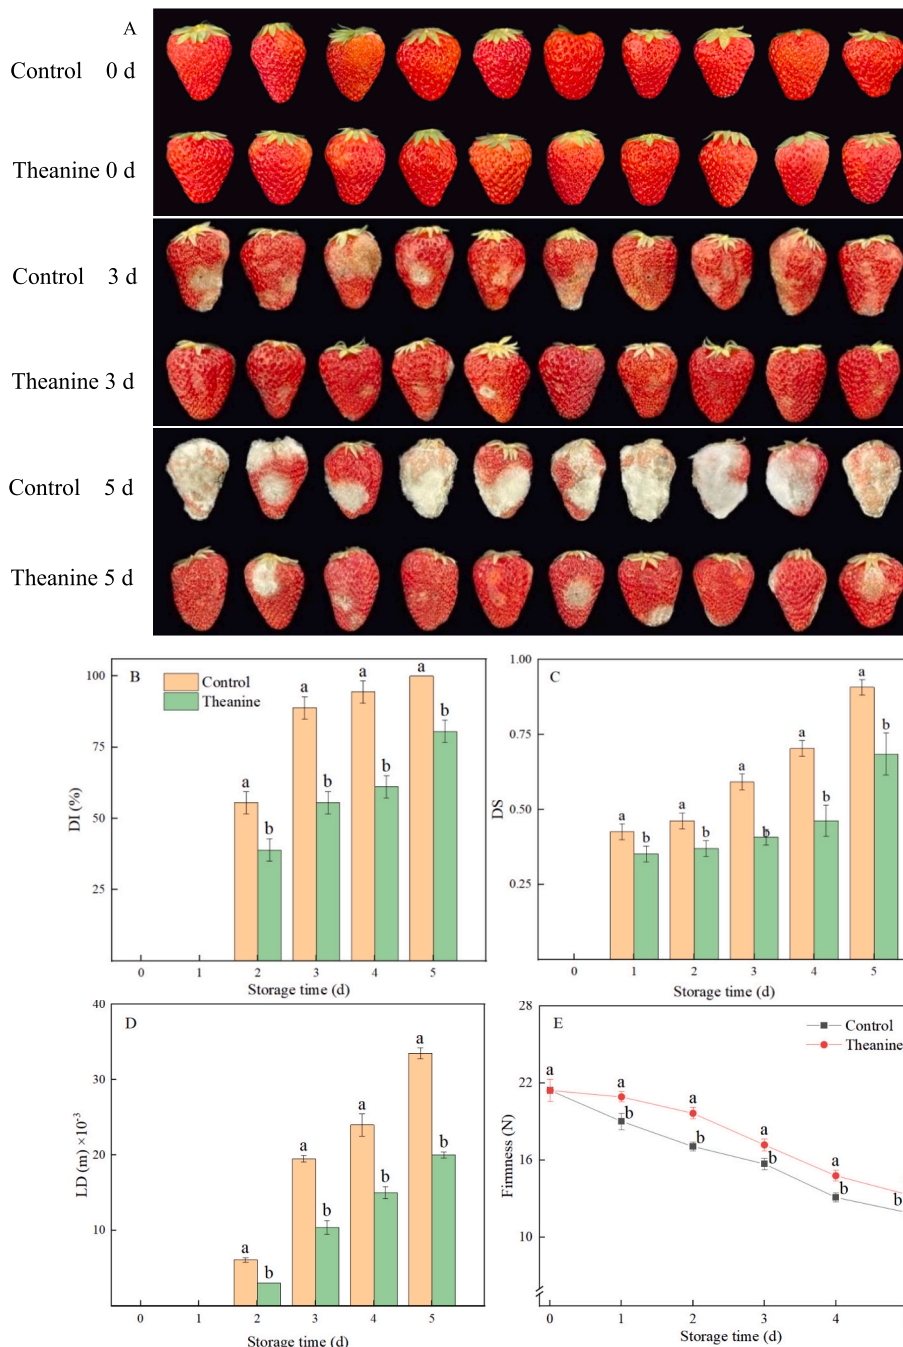 A
Control 0 d
Theanine 0 d
Control 3 d
Theanine 3 d
Control 5 d
Theanine 5 d
B
Control
Theanine
a
b
a
b
a
b
a
b
DI (%)
100
75
50
25
0 1 2 3 4 5
Storage time (d)
C
a
b
a
b
a
b
a
b
a
b
DS
1.00
0.75
0.50
0.25
0 1 2 3 4 5
Storage time (d)
D
a
b
a
b
a
b
a
b
LD (m) ×10⁻³
40
30
20
10
0 1 2 3 4 5
Storage time (d)
E
Control
Theanine
a
a
b
a
b
a
b
a
b
b
Firmness (N)
28
22
16
10
0 1 2 3 4
Storage time (d)